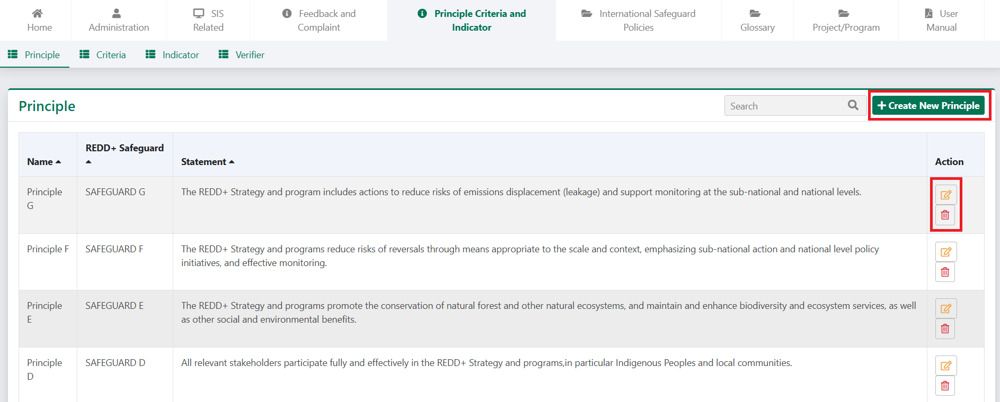 Home
Administration
SIS
Related
Feedback and
Complaint
Principle Criteria and
Indicator
International Safeguard
Policies
Glossary
Project/Program
User
Manual
Principle
Criteria
Indicator
Verifier
Principle
Search
Create New Principle
Name
REDD+ Safeguard
Statement
Action
Principle
G
SAFEGUARD G
The REDD+ Strategy and program includes actions to reduce risks of emissions displacement (leakage) and support monitoring at the sub-national and national levels.
Principle F
SAFEGUARD F
The REDD+ Strategy and programs reduce risks of reversals through means appropriate to the scale and context, emphasizing sub-national action and national level policy
initiatives, and effective monitoring.
Principle
E
SAFEGUARD E
The REDD+ Strategy and programs promote the conservation of natural forest and other natural ecosystems, and maintain and enhance biodiversity and ecosystem services, as well
as other social and environmental benefits.
Principle
D
SAFEGUARD D
All relevant stakeholders participate fully and effectively in the REDD+ Strategy and programs,in particular Indigenous Peoples and local communities.